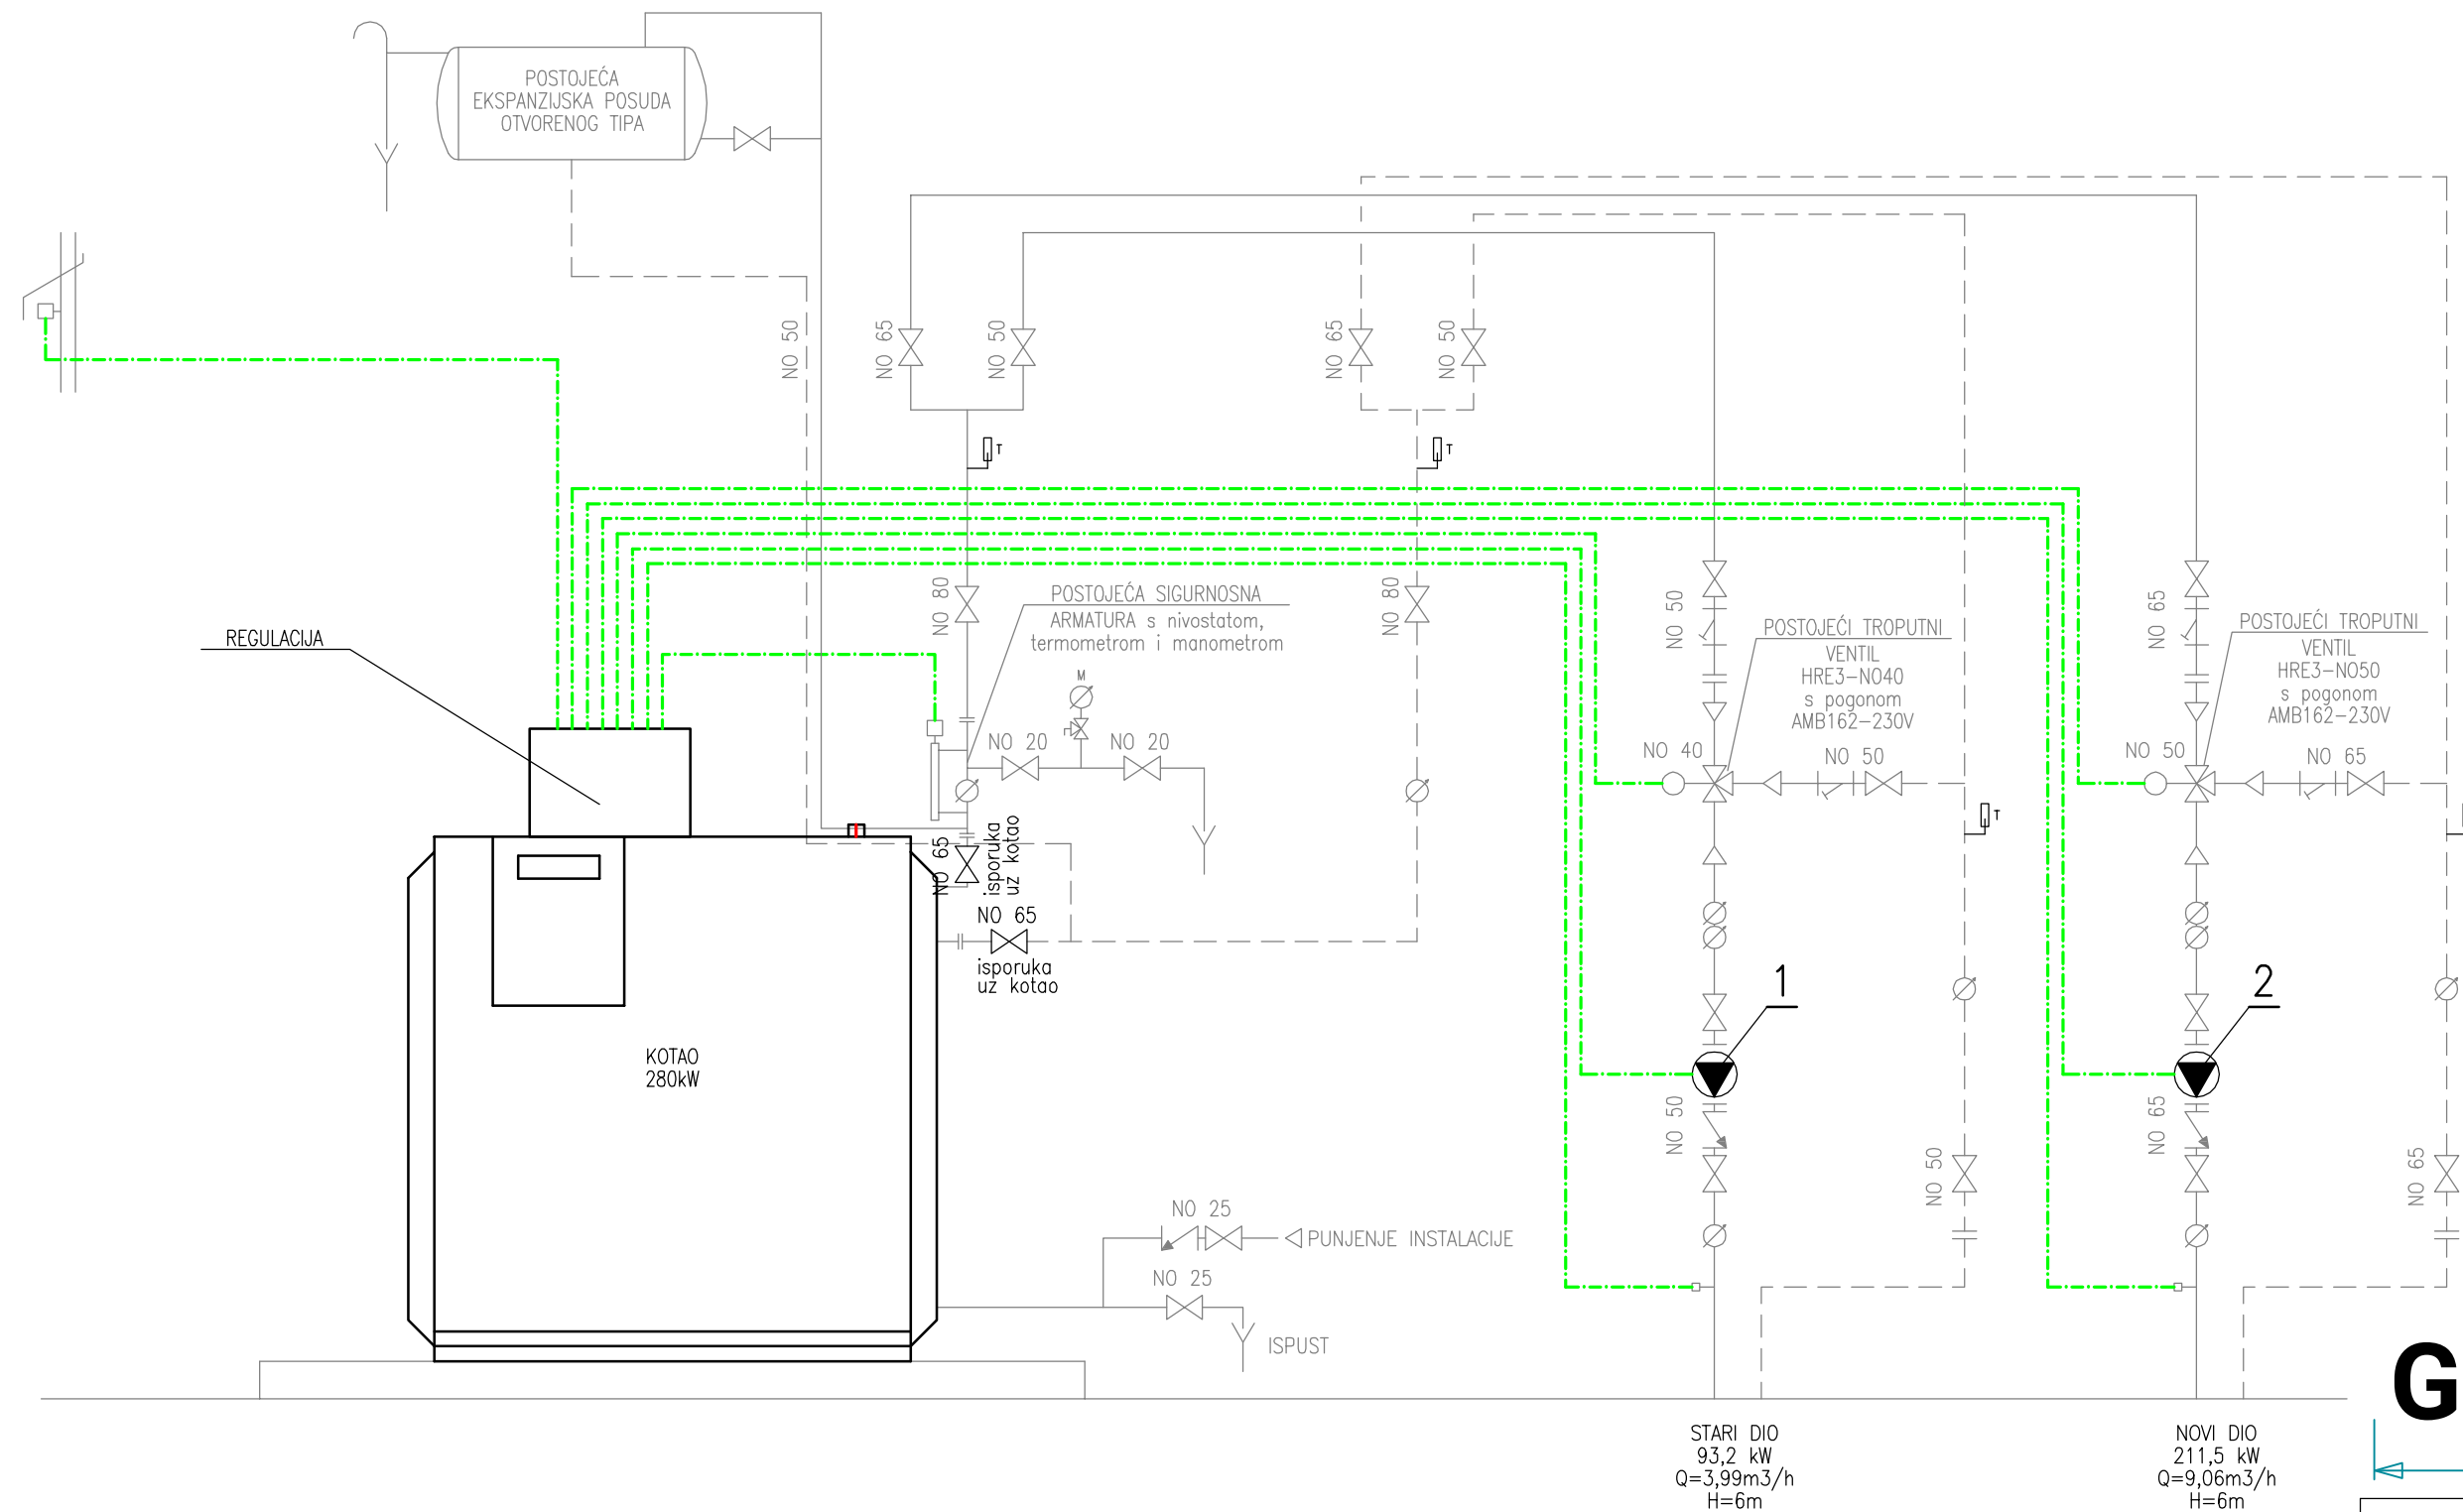 POSTOJEĆA
EKSPANZIJSKA POSUDA
OTVORENOG TIPA
NO 50
NO 65
NO 50
NO 65
NO 50
T
T
NO 80
POSTOJEĆA SIGURNOSNA
ARMATURA s nivostatom,
termometrom i manometrom
NO 80
NO 50
POSTOJEĆI TROPUTNI
VENTIL
HRE3-NO40
s pogonom
AMB162-230V
NO 65
POSTOJEĆI TROPUTNI
VENTIL
HRE3-NO50
s pogonom
AMB162-230V
REGULACIJA
M
NO 20
NO 20
NO 40
NO 50
NO 50
NO 65
T
NO 65
isporuka
uz kotao
NO 65
isporuka
uz kotao
1
2
KOTAO
280kW
NO 50
NO 50
NO 65
NO 65
NO 25
PUNJENJE INSTALACIJE
NO 25
ISPUST
G
STARI DIO
93,2 kW
Q=3,99m3/h
H=6m
NOVI DIO
211,5 kW
Q=9,06m3/h
H=6m